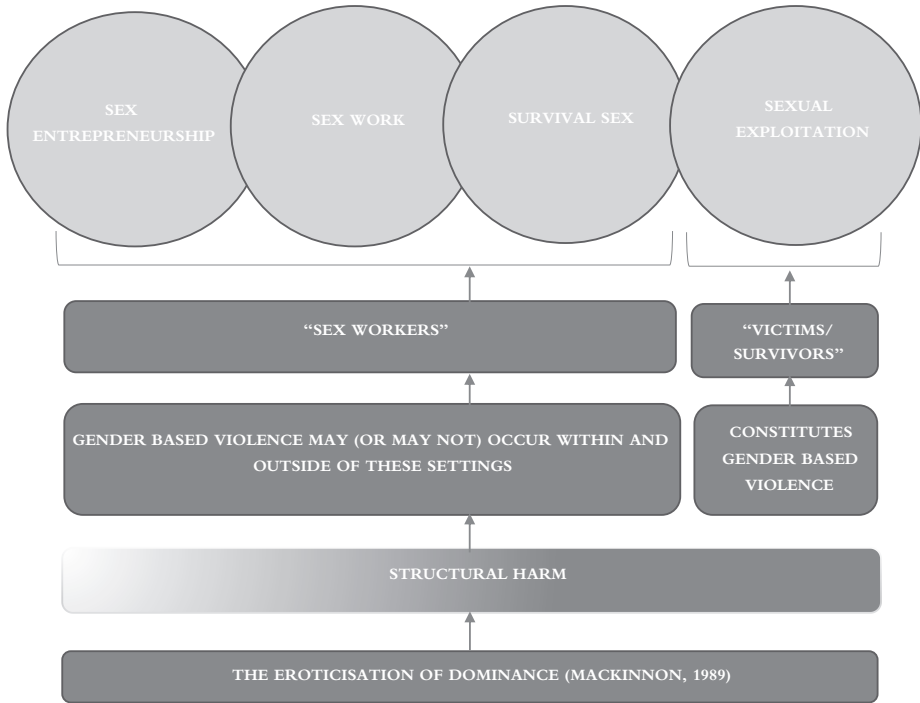 SEX
ENTREPRENEURSHIP
SEX WORK
SURVIVAL SEX
SEXUAL
EXPLOITATION
“SEX WORKERS”
“VICTIMS/
SURVIVORS”
GENDER BASED VIOLENCE MAY (OR MAY NOT) OCCUR WITHIN AND
OUTSIDE OF THESE SETTINGS
CONSTITUTES
GENDER BASED
VIOLENCE
STRUCTURAL HARM
THE EROTICISATION OF DOMINANCE (MACKINNON, 1989)